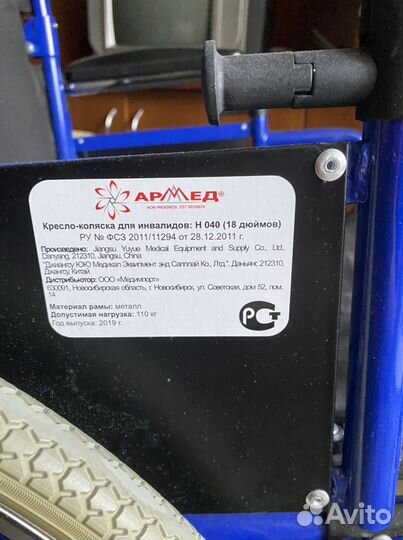 АРМЕД®
NON PROGREDI, EST REGREDI
Кресло-коляска для инвалидов: H 040 (18 дюймов)
РУ № ФСЗ 2011/11294 от 28.12.2011 г.
Произведено: Jiangsu Yuyue Medical Equipment and Supply Co., Ltd.,
Danyang, 212310, Jiangsu, China
"Джиангсу ЮЮ Медикал Эквипмент энд Сапплай Ко., Лтд.", Даньянг, 212310,
Джангсу, Китай
Дистрибьютор: ООО «Медимпорт»
630091, Новосибирская область, г. Новосибирск, ул. Советская, дом 52, пом.
14
Материал рамы: металл
Допустимая нагрузка: 110 кг
Год выпуска: 2019 г.
РСТ
Avito